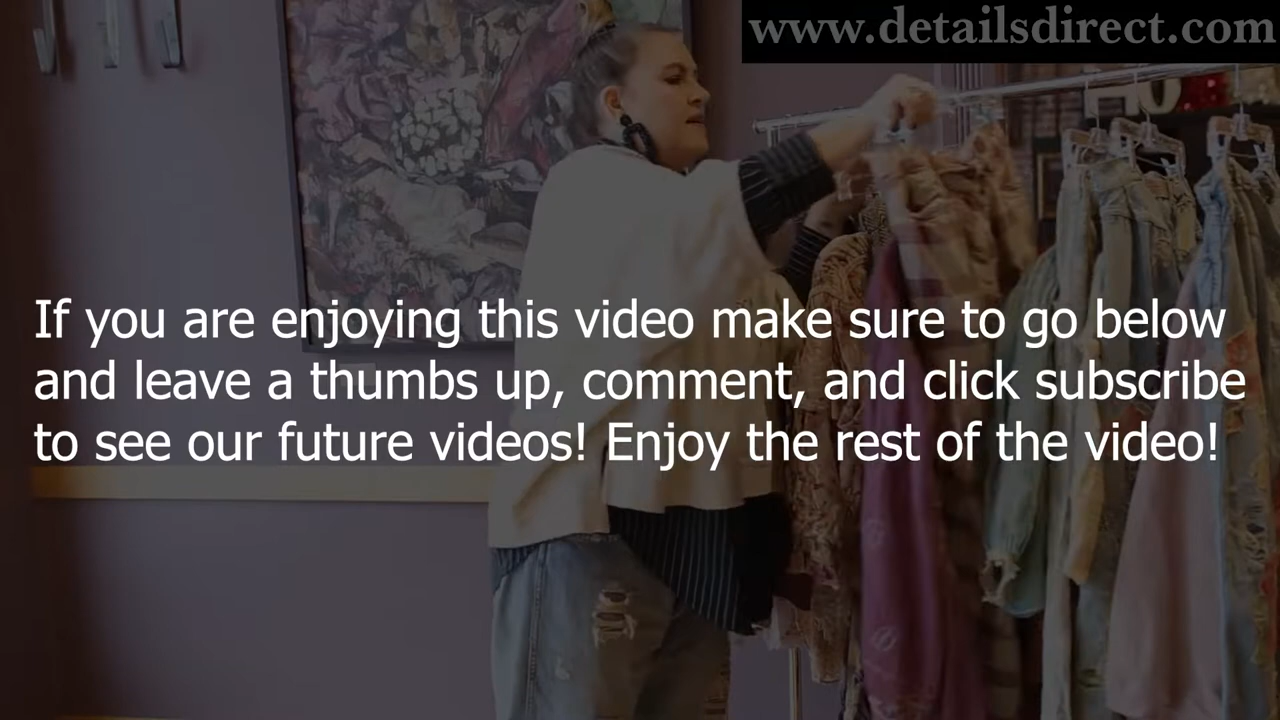 www.detailsdirect.com
HO
If you are enjoying this video make sure to go below
and leave a thumbs up, comment, and click subscribe
to see our future videos! Enjoy the rest of the video!